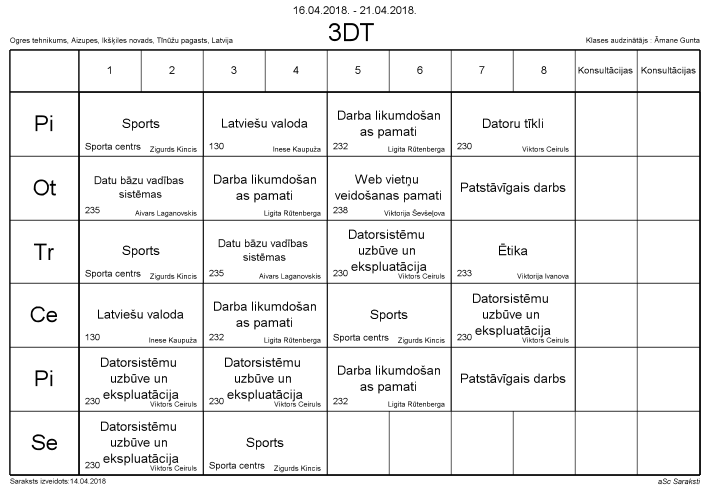 16.04.2018. - 21.04.2018.
3DT
Ogres tehnikums, Aizupes, Ikšķiles novads, Tīnūžu pagasts, Latvija
Klases audzinātājs : Āmane Gunta
1 2 3 4 5 6 7 8 Konsultācijas Konsultācijas
Pi
Sports
Sporta centrs Zigurds Kincis
Latviešu valoda
130 Inese Kaupuža
Darba likumdošan
as pamati
232 Ligita Rūtenberga
Datoru tīkli
230 Viktors Ceiruls
Ot
Datu bāzu vadības
sistēmas
235 Aivars Laganovskis
Darba likumdošan
as pamati
Ligita Rūtenberga
Web vietņu
veidošanas pamati
238 Viktorija Ševšeļova
Patstāvīgais darbs
Tr
Sports
Sporta centrs Zigurds Kincis
Datu bāzu vadības
sistēmas
235 Aivars Laganovskis
Datorsistēmu
uzbūve un
ekspluatācija
230 Viktors Ceiruls
Ētika
233 Viktorija Ivanova
Ce
Latviešu valoda
130 Inese Kaupuža
Darba likumdošan
as pamati
232 Ligita Rūtenberga
Sports
Sporta centrs Zigurds Kincis
Datorsistēmu
uzbūve un
ekspluatācija
230 Viktors Ceiruls
Pi
Datorsistēmu
uzbūve un
ekspluatācija
230 Viktors Ceiruls
Datorsistēmu
uzbūve un
ekspluatācija
230 Viktors Ceiruls
Darba likumdošan
as pamati
232 Ligita Rūtenberga
Patstāvīgais darbs
Se
Datorsistēmu
uzbūve un
ekspluatācija
230 Viktors Ceiruls
Sports
Sporta centrs Zigurds Kincis
Saraksts izveidots:14.04.2018
aSc Saraksti